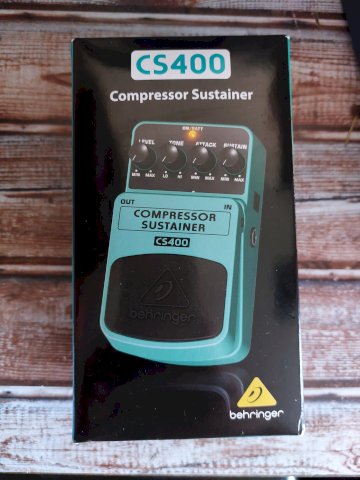 CS400
Compressor Sustainer
ON/BATT
LEVEL TONE ATTACK SUSTAIN
MIN MAX LO HI MIN MAX MIN MAX
OUT IN
COMPRESSOR
SUSTAINER
CS400
behringer
behringer